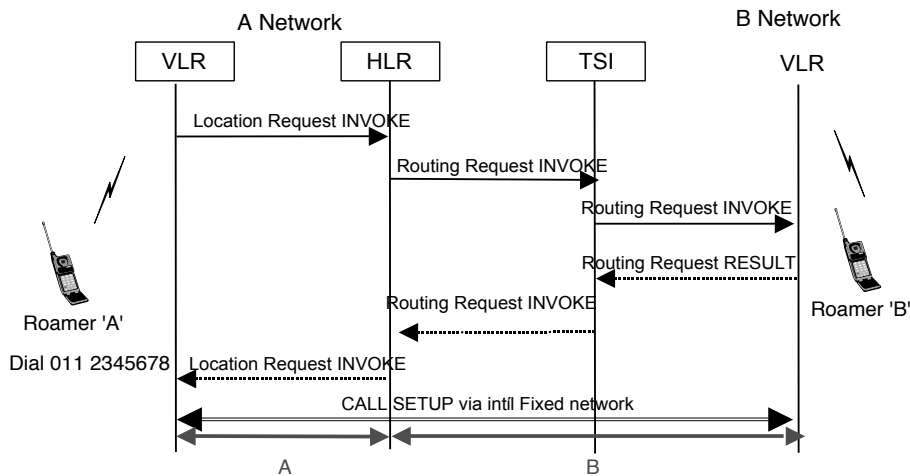 A Network
B Network
VLR
HLR
TSI
VLR
Location Request INVOKE
Routing Request INVOKE
Routing Request INVOKE
Routing Request RESULT
Routing Request INVOKE
Roamer 'A'
Roamer 'B'
Dial 011 2345678
Location Request INVOKE
CALL SETUP via intíl Fixed network
A
B